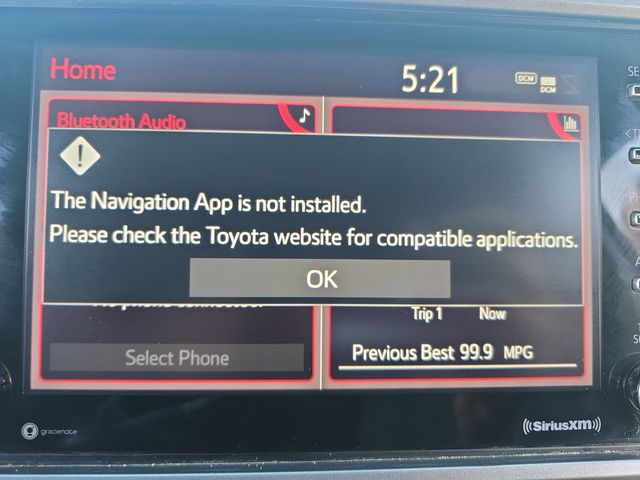 Home
5:21
DCM
DCM
Bluetooth Audio
The Navigation App is not installed.
Please check the Toyota website for compatible applications.
OK
Trip 1
Now
Select Phone
Previous Best 99.9 MPG
gracenote
((SiriusXM))